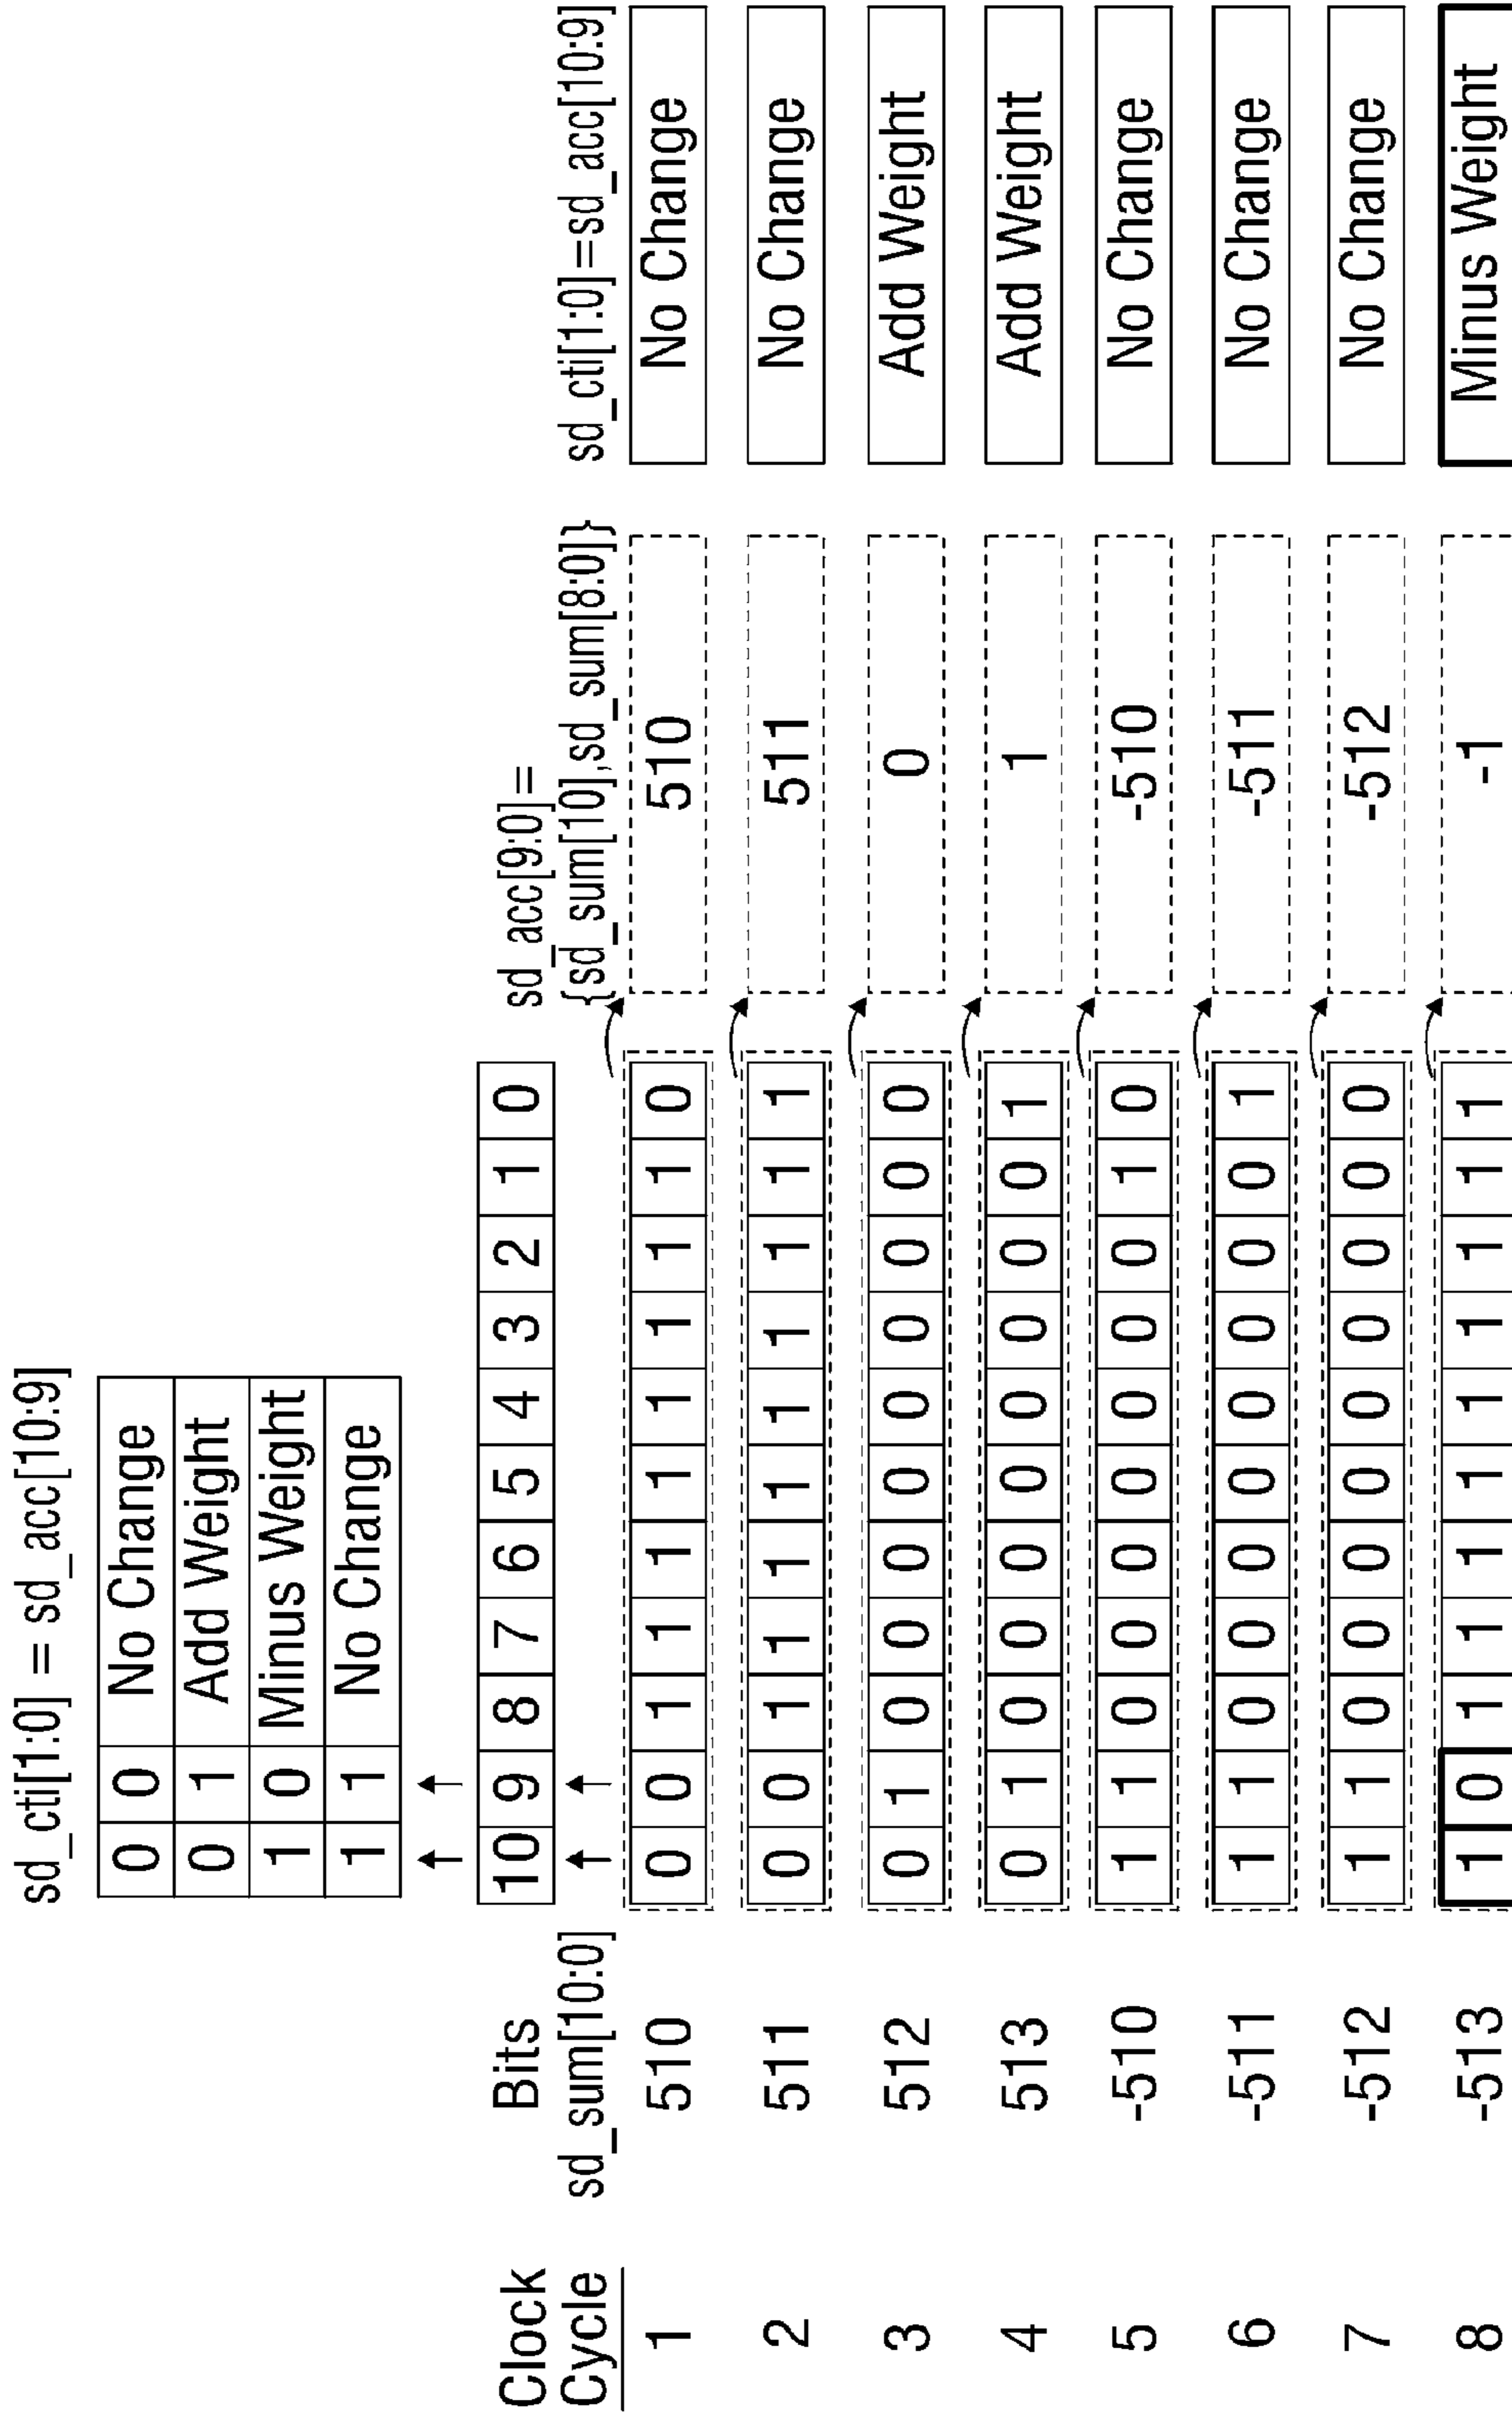 sd_ctl[1:0] = sd_acc[10:9]
0 0 No Change
0 1 Add Weight
1 0 Minus Weight
1 1 No Change
Clock
Cycle
Bits
sd_sum[10:0]
10 9 8 7 6 5 4 3 2 1 0
sd_acc[9:0]=
{sd_sum[10],sd_sum[8:0]}
sd_ctl[1:0]=sd_acc[10:9]
1 510 0 0 1 1 1 1 1 1 1 1 0 510 No Change
2 511 0 0 1 1 1 1 1 1 1 1 1 511 No Change
3 512 0 1 0 0 0 0 0 0 0 0 0 0 Add Weight
4 513 0 1 0 0 0 0 0 0 0 0 1 1 Add Weight
5 -510 1 1 0 0 0 0 0 0 0 1 0 -510 No Change
6 -511 1 1 0 0 0 0 0 0 0 0 1 -511 No Change
7 -512 1 1 0 0 0 0 0 0 0 0 0 -512 No Change
8 -513 1 0 1 1 1 1 1 1 1 1 1 -1 Minus Weight